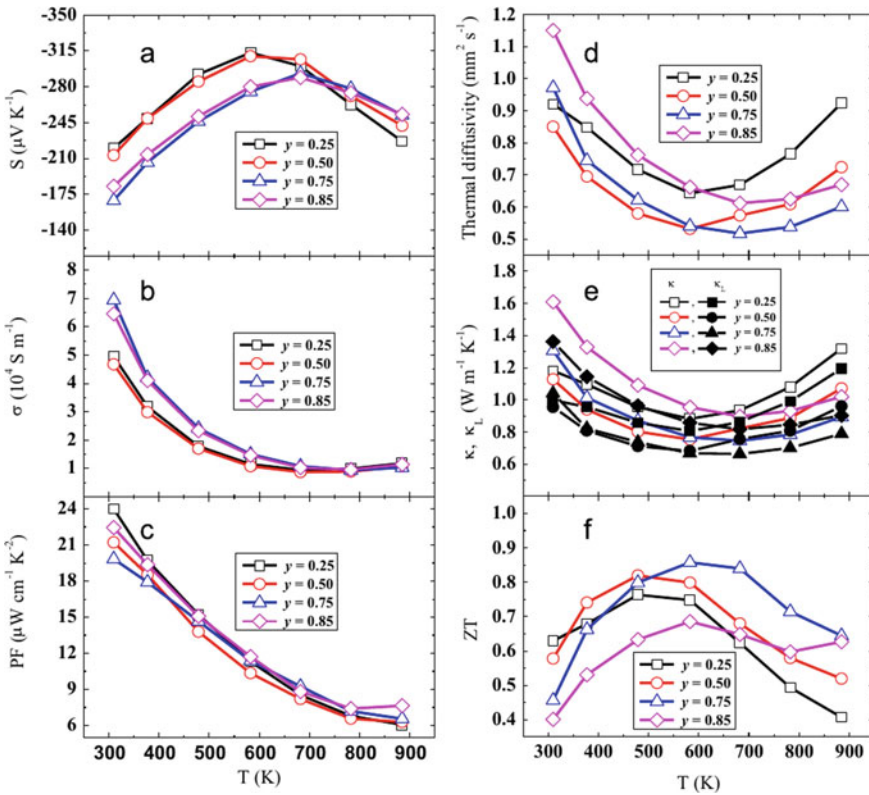 a
S (µV K⁻¹)
-350
-315
-280
-245
-210
-175
-140
y = 0.25
y = 0.50
y = 0.75
y = 0.85
b
σ (10⁴ S m⁻¹)
8
7
6
5
4
3
2
1
y = 0.25
y = 0.50
y = 0.75
y = 0.85
c
PF (µW cm⁻¹ K⁻²)
24
21
18
15
12
9
6
y = 0.25
y = 0.50
y = 0.75
y = 0.85
300 400 500 600 700 800 900
T (K)
d
Thermal diffusivity (mm² s⁻¹)
1.2
1.1
1.0
0.9
0.8
0.7
0.6
0.5
y = 0.25
y = 0.50
y = 0.75
y = 0.85
e
κ, κL (W m⁻¹ K⁻¹)
1.8
1.6
1.4
1.2
1.0
0.8
0.6
κ κL
, y = 0.25
, y = 0.50
, y = 0.75
, y = 0.85
f
ZT
1.0
0.9
0.8
0.7
0.6
0.5
0.4
y = 0.25
y = 0.50
y = 0.75
y = 0.85
300 400 500 600 700 800 900
T (K)